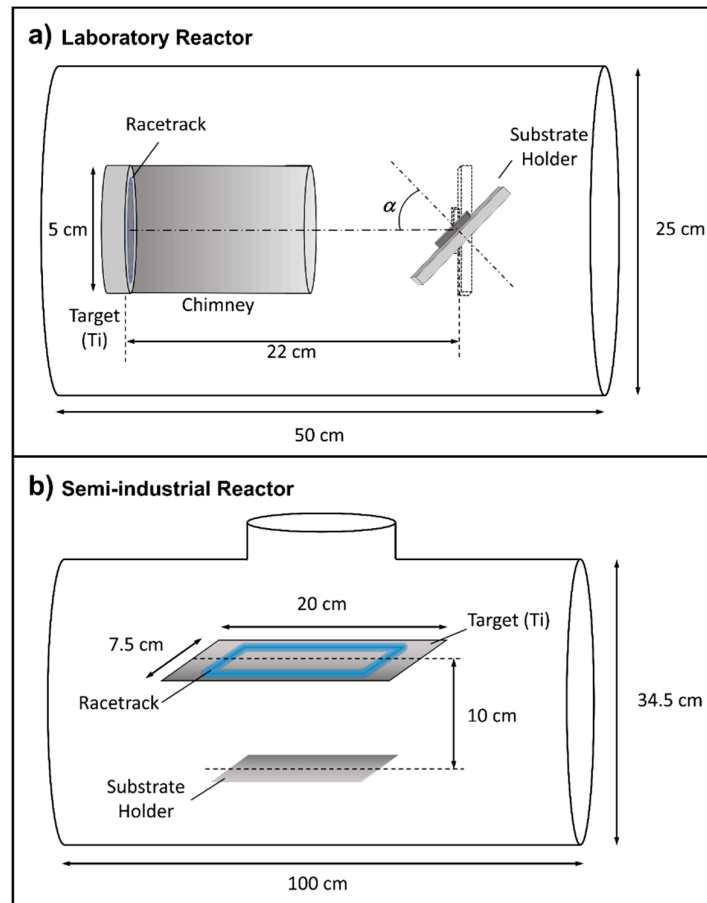 a) Laboratory Reactor
Racetrack
Substrate
Holder
α
5 cm
25 cm
Target
(Ti)
Chimney
22 cm
50 cm
b) Semi-industrial Reactor
20 cm
Target (Ti)
7.5 cm
Racetrack
10 cm
34.5 cm
Substrate
Holder
100 cm